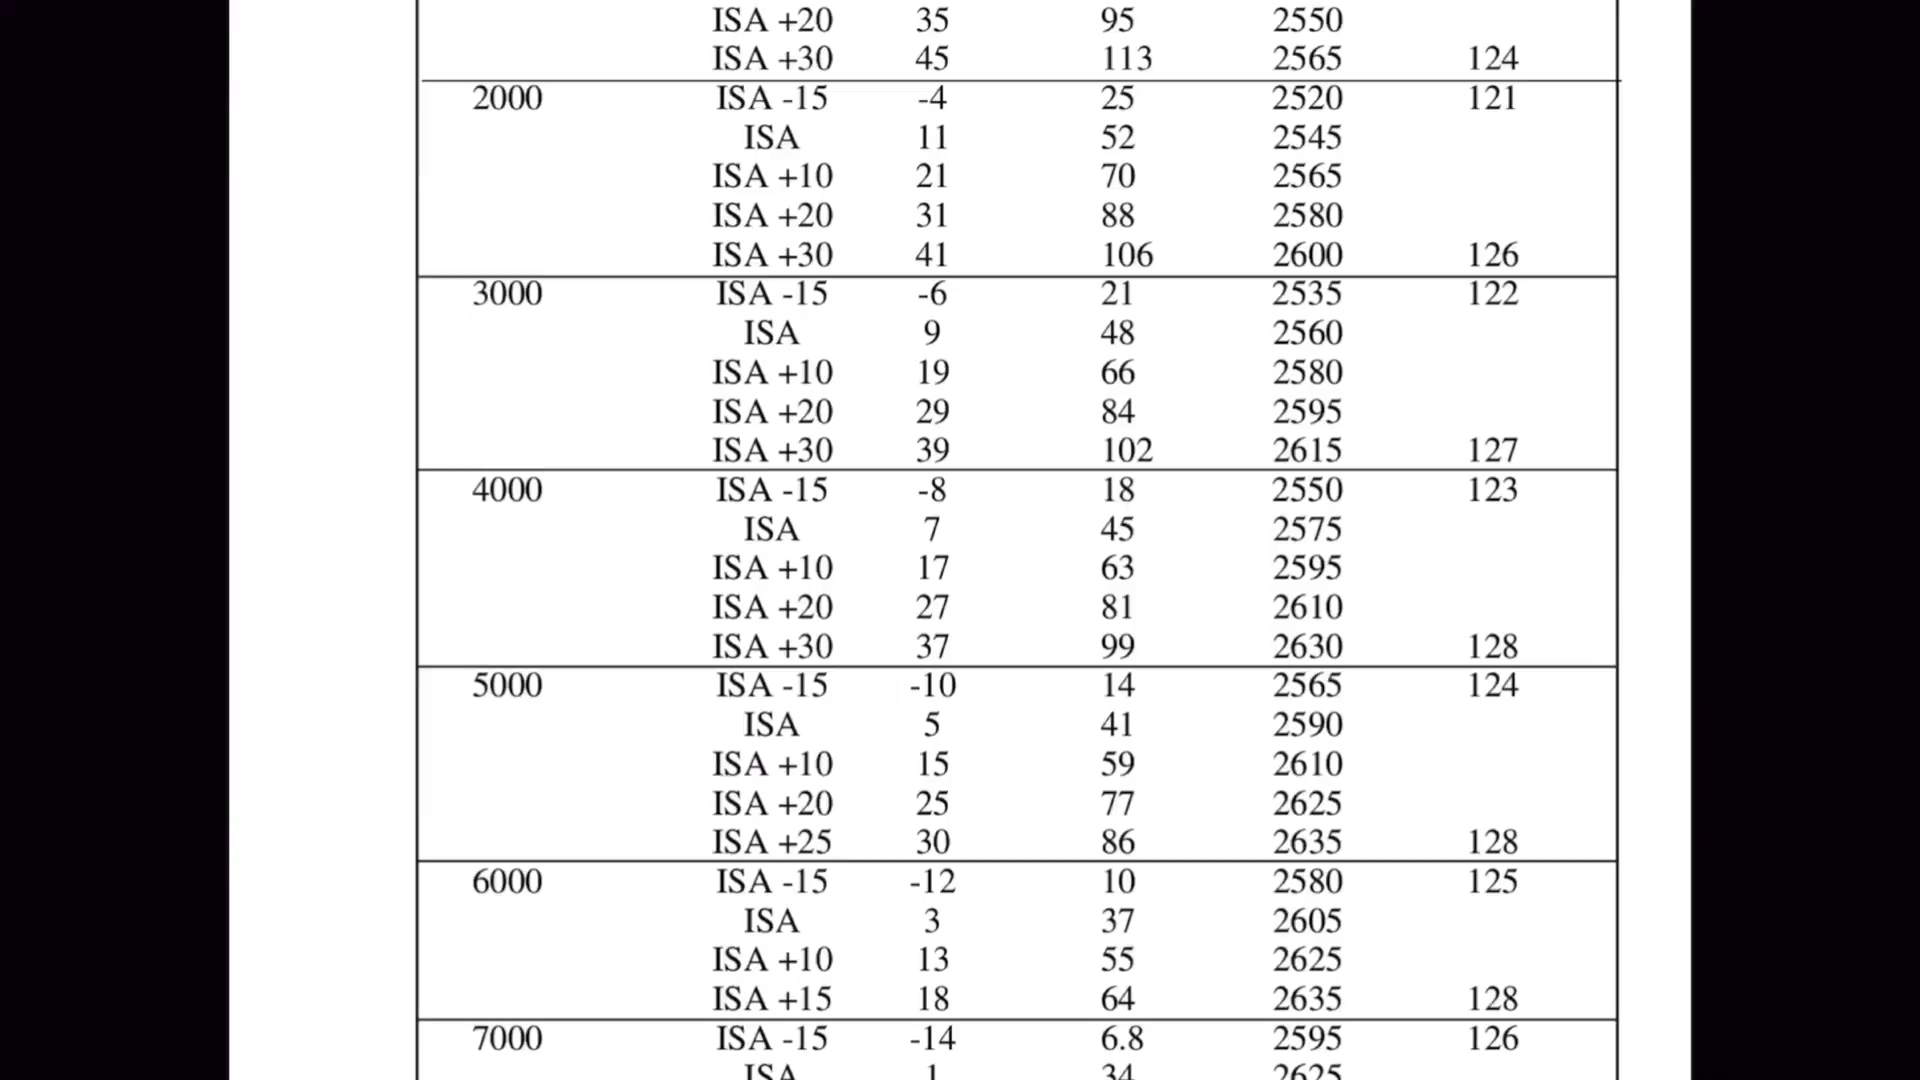 ISA +20 35 95 2550
ISA +30 45 113 2565 124
2000 ISA -15 -4 25 2520 121
ISA 11 52 2545
ISA +10 21 70 2565
ISA +20 31 88 2580
ISA +30 41 106 2600 126
3000 ISA -15 -6 21 2535 122
ISA 9 48 2560
ISA +10 19 66 2580
ISA +20 29 84 2595
ISA +30 39 102 2615 127
4000 ISA -15 -8 18 2550 123
ISA 7 45 2575
ISA +10 17 63 2595
ISA +20 27 81 2610
ISA +30 37 99 2630 128
5000 ISA -15 -10 14 2565 124
ISA 5 41 2590
ISA +10 15 59 2610
ISA +20 25 77 2625
ISA +25 30 86 2635 128
6000 ISA -15 -12 10 2580 125
ISA 3 37 2605
ISA +10 13 55 2625
ISA +15 18 64 2635 128
7000 ISA -15 -14 6.8 2595 126
ISA 1 34 2625